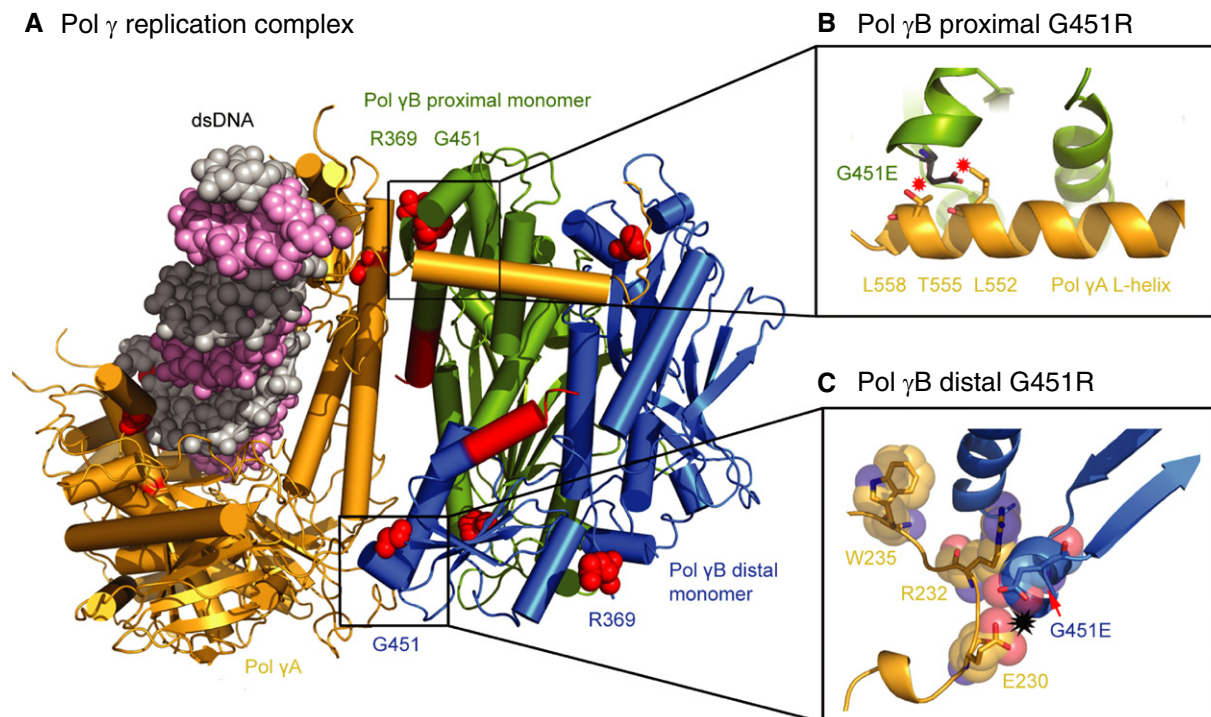 A Pol γ replication complex
dsDNA
Pol γB proximal monomer
R369 G451
Pol γA
G451
R369
Pol γB distal
monomer
B Pol γB proximal G451R
G451E
L558 T555 L552 Pol γA L-helix
C Pol γB distal G451R
W235
R232
G451E
E230